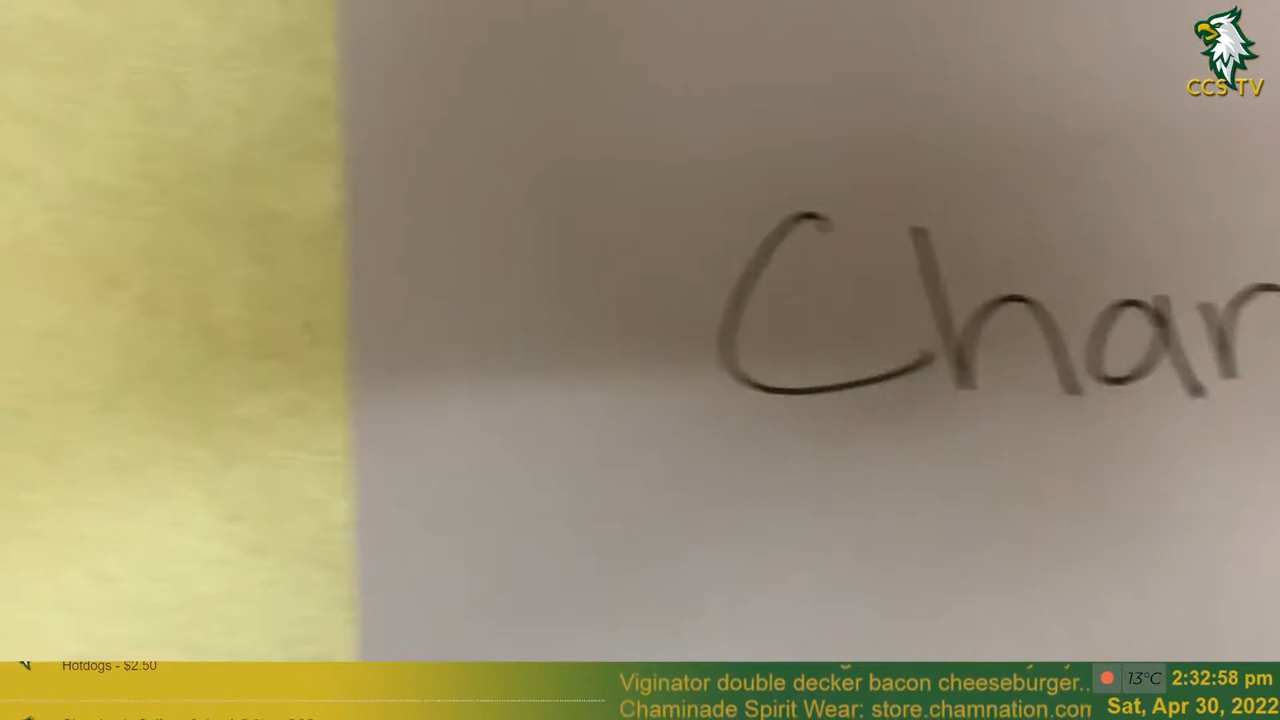 CCS TV
Char
Hotdogs - $2.50
Viginator double decker bacon cheeseburger..
Chaminade Spirit Wear: store.chamnation.com
13°C
2:32:58 pm
Sat, Apr 30, 2022